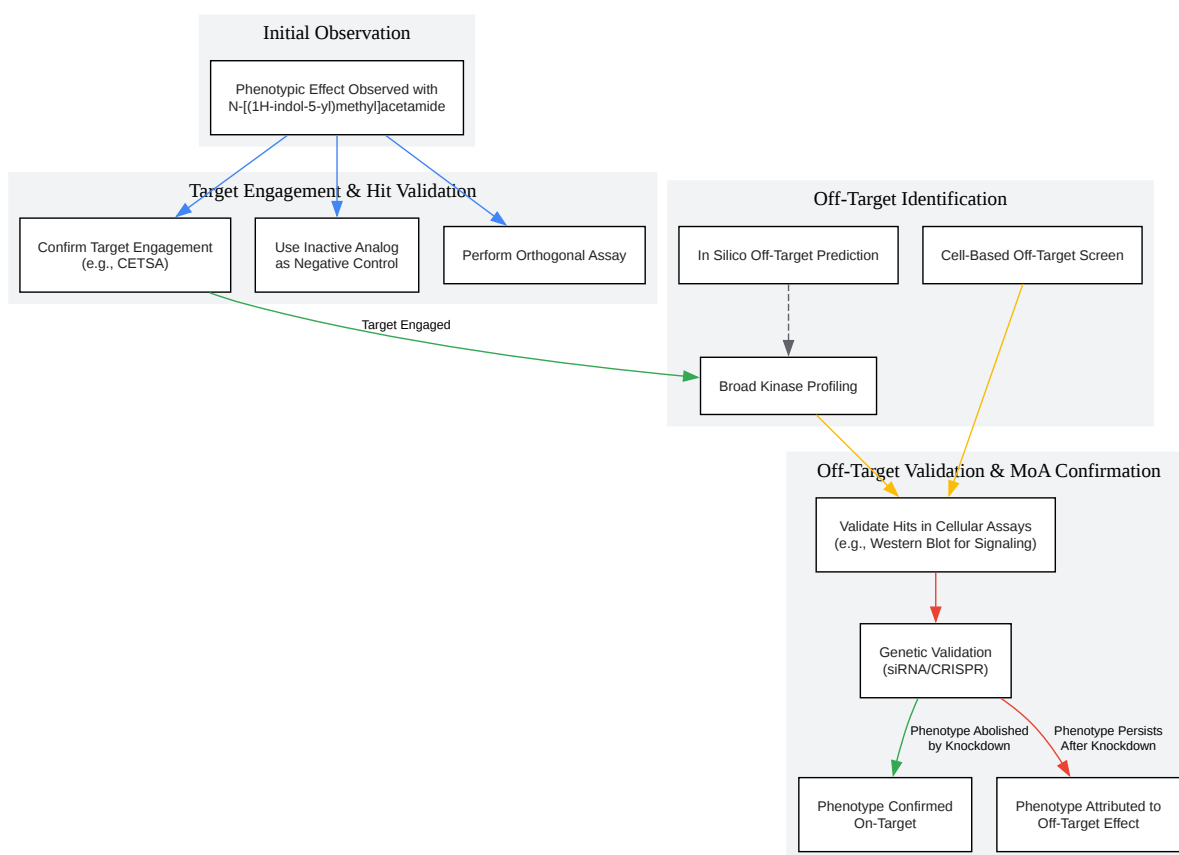 Initial Observation
Phenotypic Effect Observed with
N-[(1H-indol-5-yl)methyl]acetamide
Target Engagement & Hit Validation
Confirm Target Engagement
(e.g., CETSA)
Use Inactive Analog
as Negative Control
Perform Orthogonal Assay
Target Engaged
Off-Target Identification
In Silico Off-Target Prediction
Cell-Based Off-Target Screen
Broad Kinase Profiling
Off-Target Validation & MoA Confirmation
Validate Hits in Cellular Assays
(e.g., Western Blot for Signaling)
Genetic Validation
(siRNA/CRISPR)
Phenotype Abolished
by Knockdown
Phenotype Persists
After Knockdown
Phenotype Confirmed
On-Target
Phenotype Attributed to
Off-Target Effect